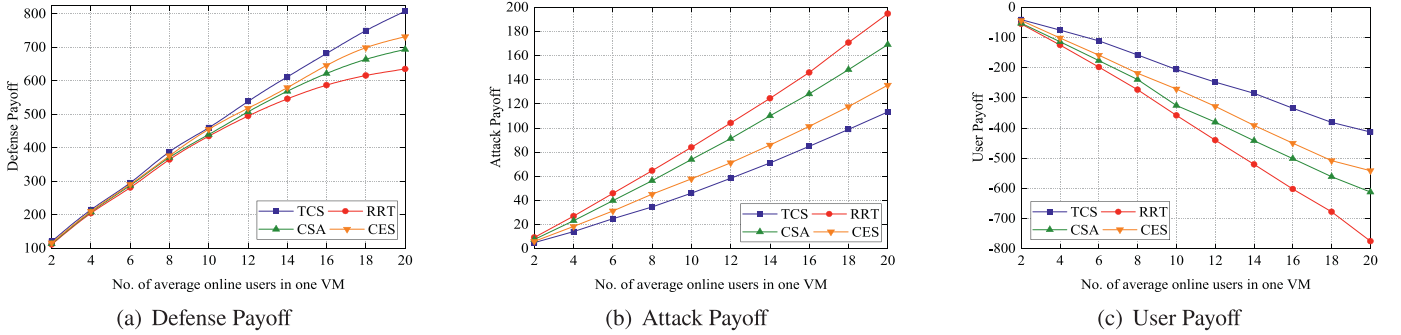 800
700
600
500
400
300
200
100
Defense Payoff
2 4 6 8 10 12 14 16 18 20
No. of average online users in one VM
TCS RRT
CSA CES
(a) Defense Payoff
200
180
160
140
120
100
80
60
40
20
0
Attack Payoff
2 4 6 8 10 12 14 16 18 20
No. of average online users in one VM
TCS RRT
CSA CES
(b) Attack Payoff
0
-100
-200
-300
-400
-500
-600
-700
-800
User Payoff
2 4 6 8 10 12 14 16 18 20
No. of average online users in one VM
TCS RRT
CSA CES
(c) User Payoff